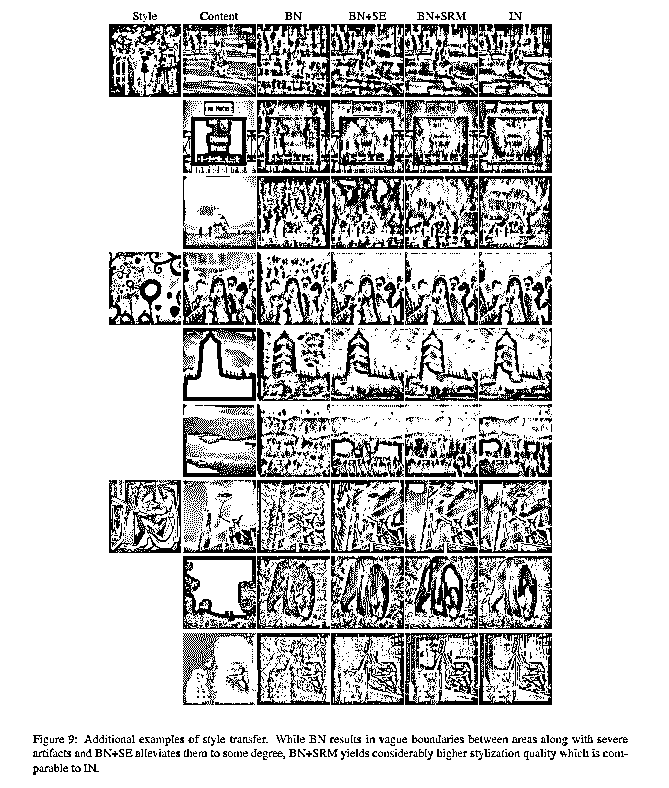 Style Content BN BN+SE BN+SRM IN
Figure 9: Additional examples of style transfer. While BN results in vague boundaries between areas along with severe
artifacts and BN+SE alleviates them to some degree, BN+SRM yields considerably higher stylization quality which is com-
parable to IN.